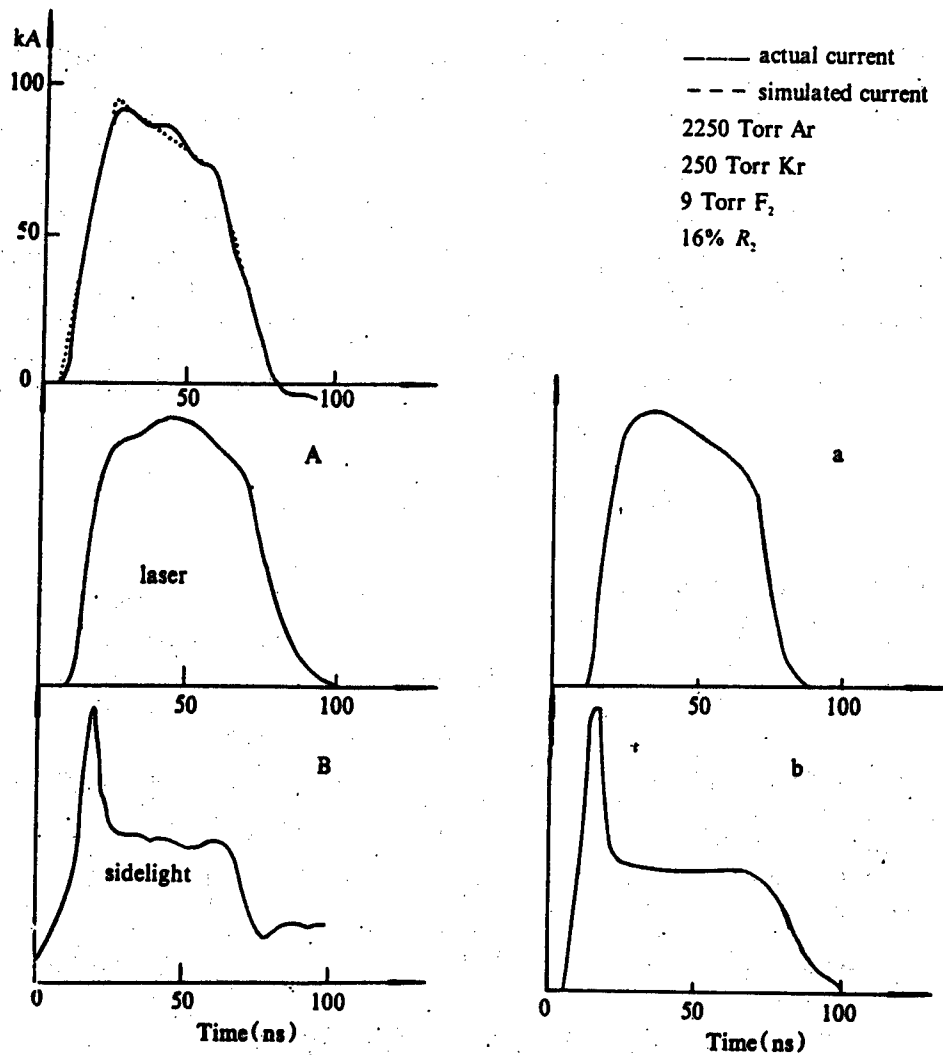 kA
100
50
0
50
100
actual current
simulated current
2250 Torr Ar
250 Torr Kr
9 Torr F₂
16% R₂
A
laser
50
100
a
50
100
B
sidelight
0
50
100
Time(ns)
b
0
50
100
Time(ns)